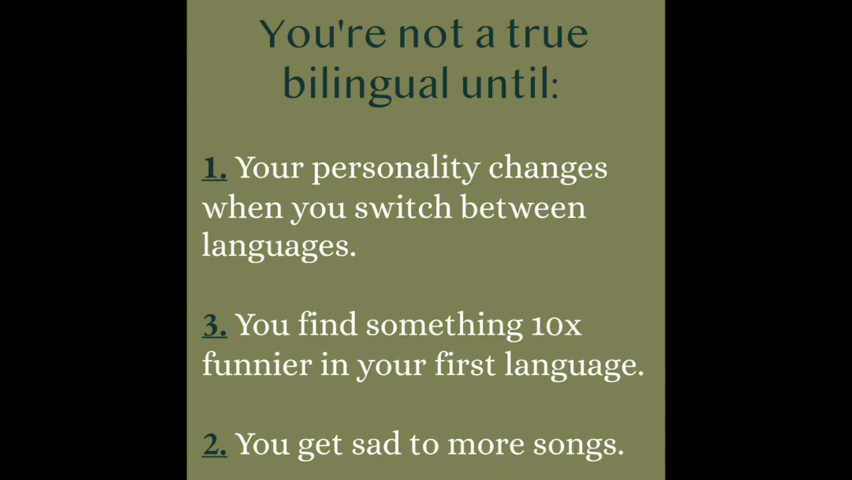 You're not a true
bilingual until:
1. Your personality changes
when you switch between
languages.
3. You find something 10x
funnier in your first language.
2. You get sad to more songs.